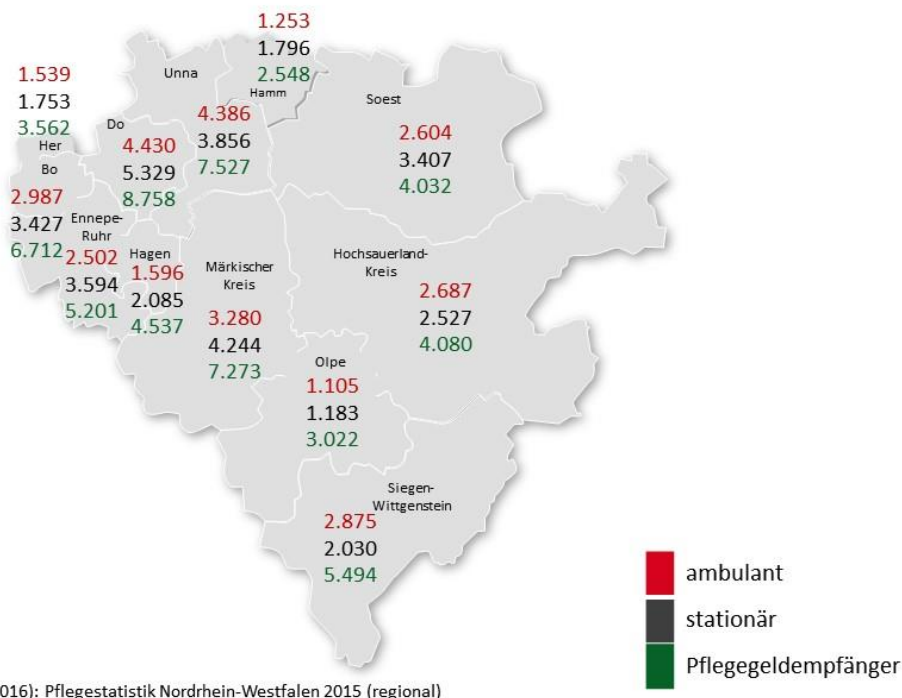 1.253
1.796
2.548
Hamm
Unna
4.386
3.856
7.527
Soest
2.604
3.407
4.032
1.539
1.753
3.562
Her
Do
4.430
5.329
8.758
Bo
2.987
3.427
6.712
Ennepe-
Ruhr
2.502
3.594
5.201
Hagen
1.596
2.085
4.537
Märkischer
Kreis
3.280
4.244
7.273
Hochsauerland-
Kreis
2.687
2.527
4.080
Olpe
1.105
1.183
3.022
Siegen-
Wittgenstein
2.875
2.030
5.494
ambulant
stationär
Pflegegeldempfänger
016): Pflegestatistik Nordrhein-Westfalen 2015 (regional)